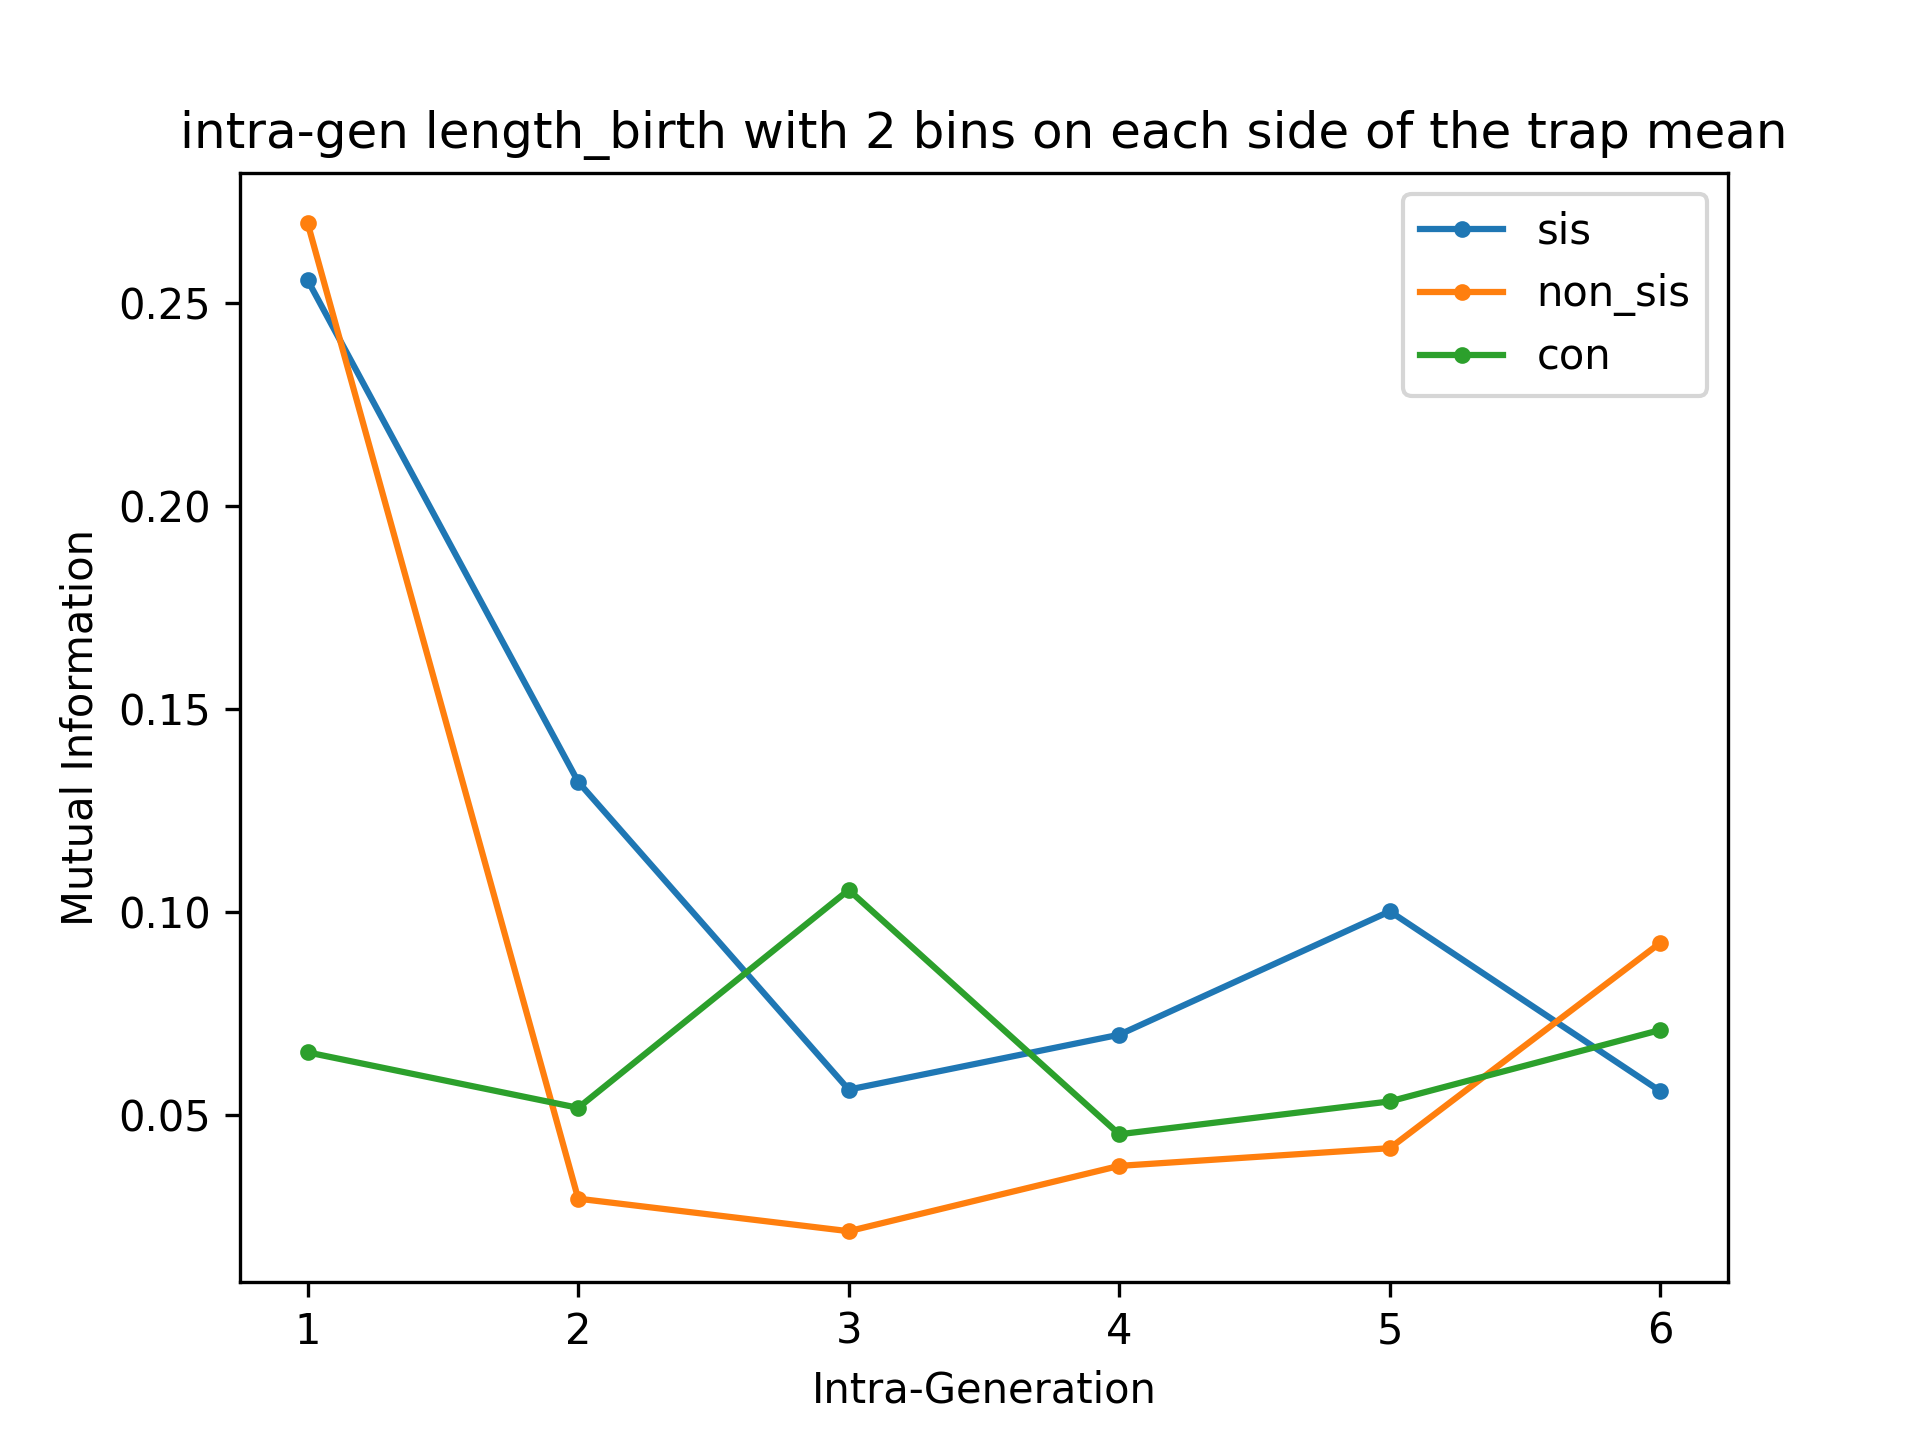 intra-gen length_birth with 2 bins on each side of the trap mean
sis
non_sis
con
0.25
0.20
0.15
0.10
0.05
Mutual Information
1 2 3 4 5 6
Intra-Generation